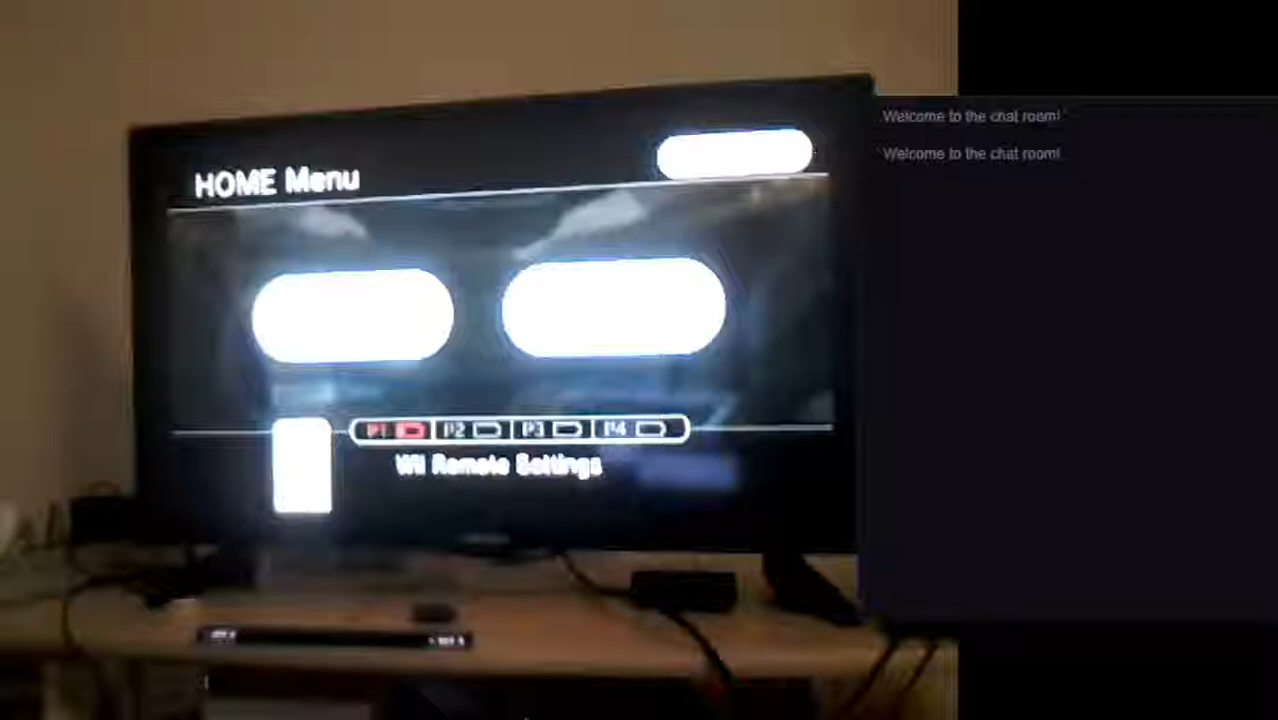 HOME Menu
P1 P2 P3 P4
Wii Remote Settings
Welcome to the chat room!
Welcome to the chat room!